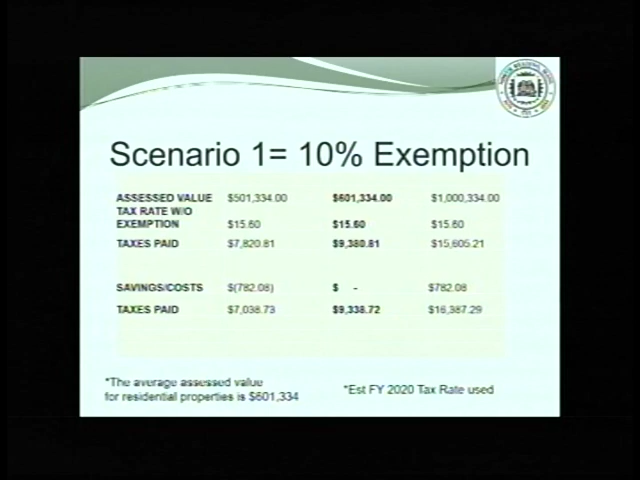 Scenario 1= 10% Exemption
ASSESSED VALUE $501,334.00 $601,334.00 $1,000,334.00
TAX RATE W/O
EXEMPTION $15.60 $15.60 $15.60
TAXES PAID $7,820.81 $9,380.81 $15,605.21
SAVINGS/COSTS $(782.08) $ - $782.08
TAXES PAID $7,038.73 $9,338.72 $16,387.29
*The average assessed value
for residential properties is $601,334
*Est FY 2020 Tax Rate used